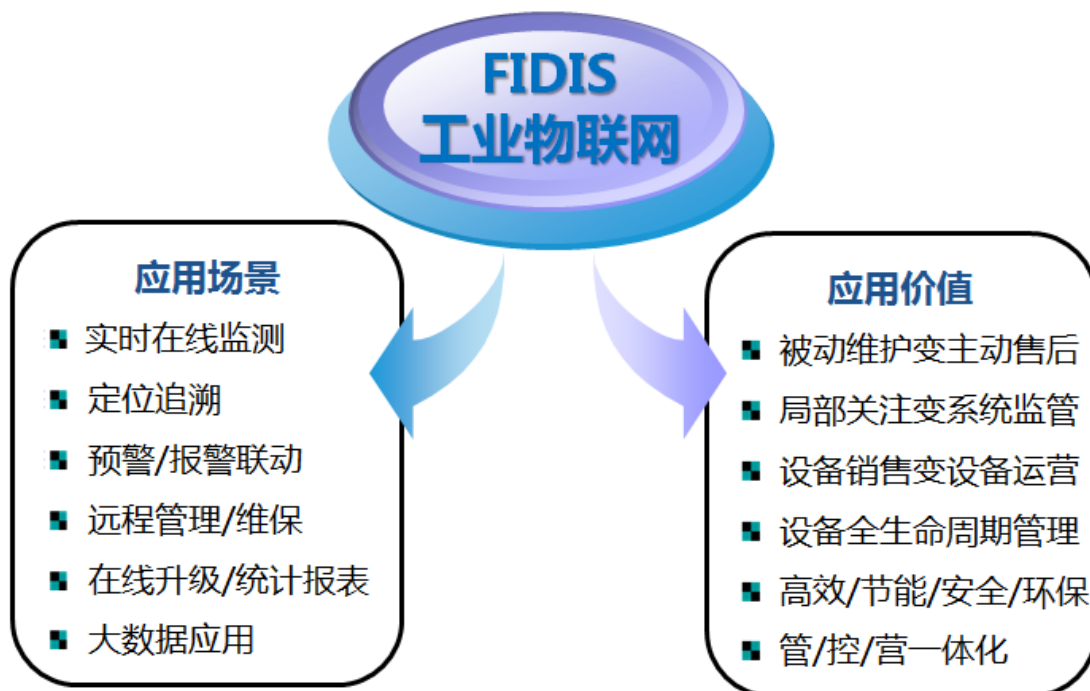 FIDIS
工业物联网
应用场景
实时在线监测
定位追溯
预警/报警联动
远程管理/维保
在线升级/统计报表
大数据应用
应用价值
被动维护变主动售后
局部关注变系统监管
设备销售变设备运营
设备全生命周期管理
高效/节能/安全/环保
管/控/营一体化